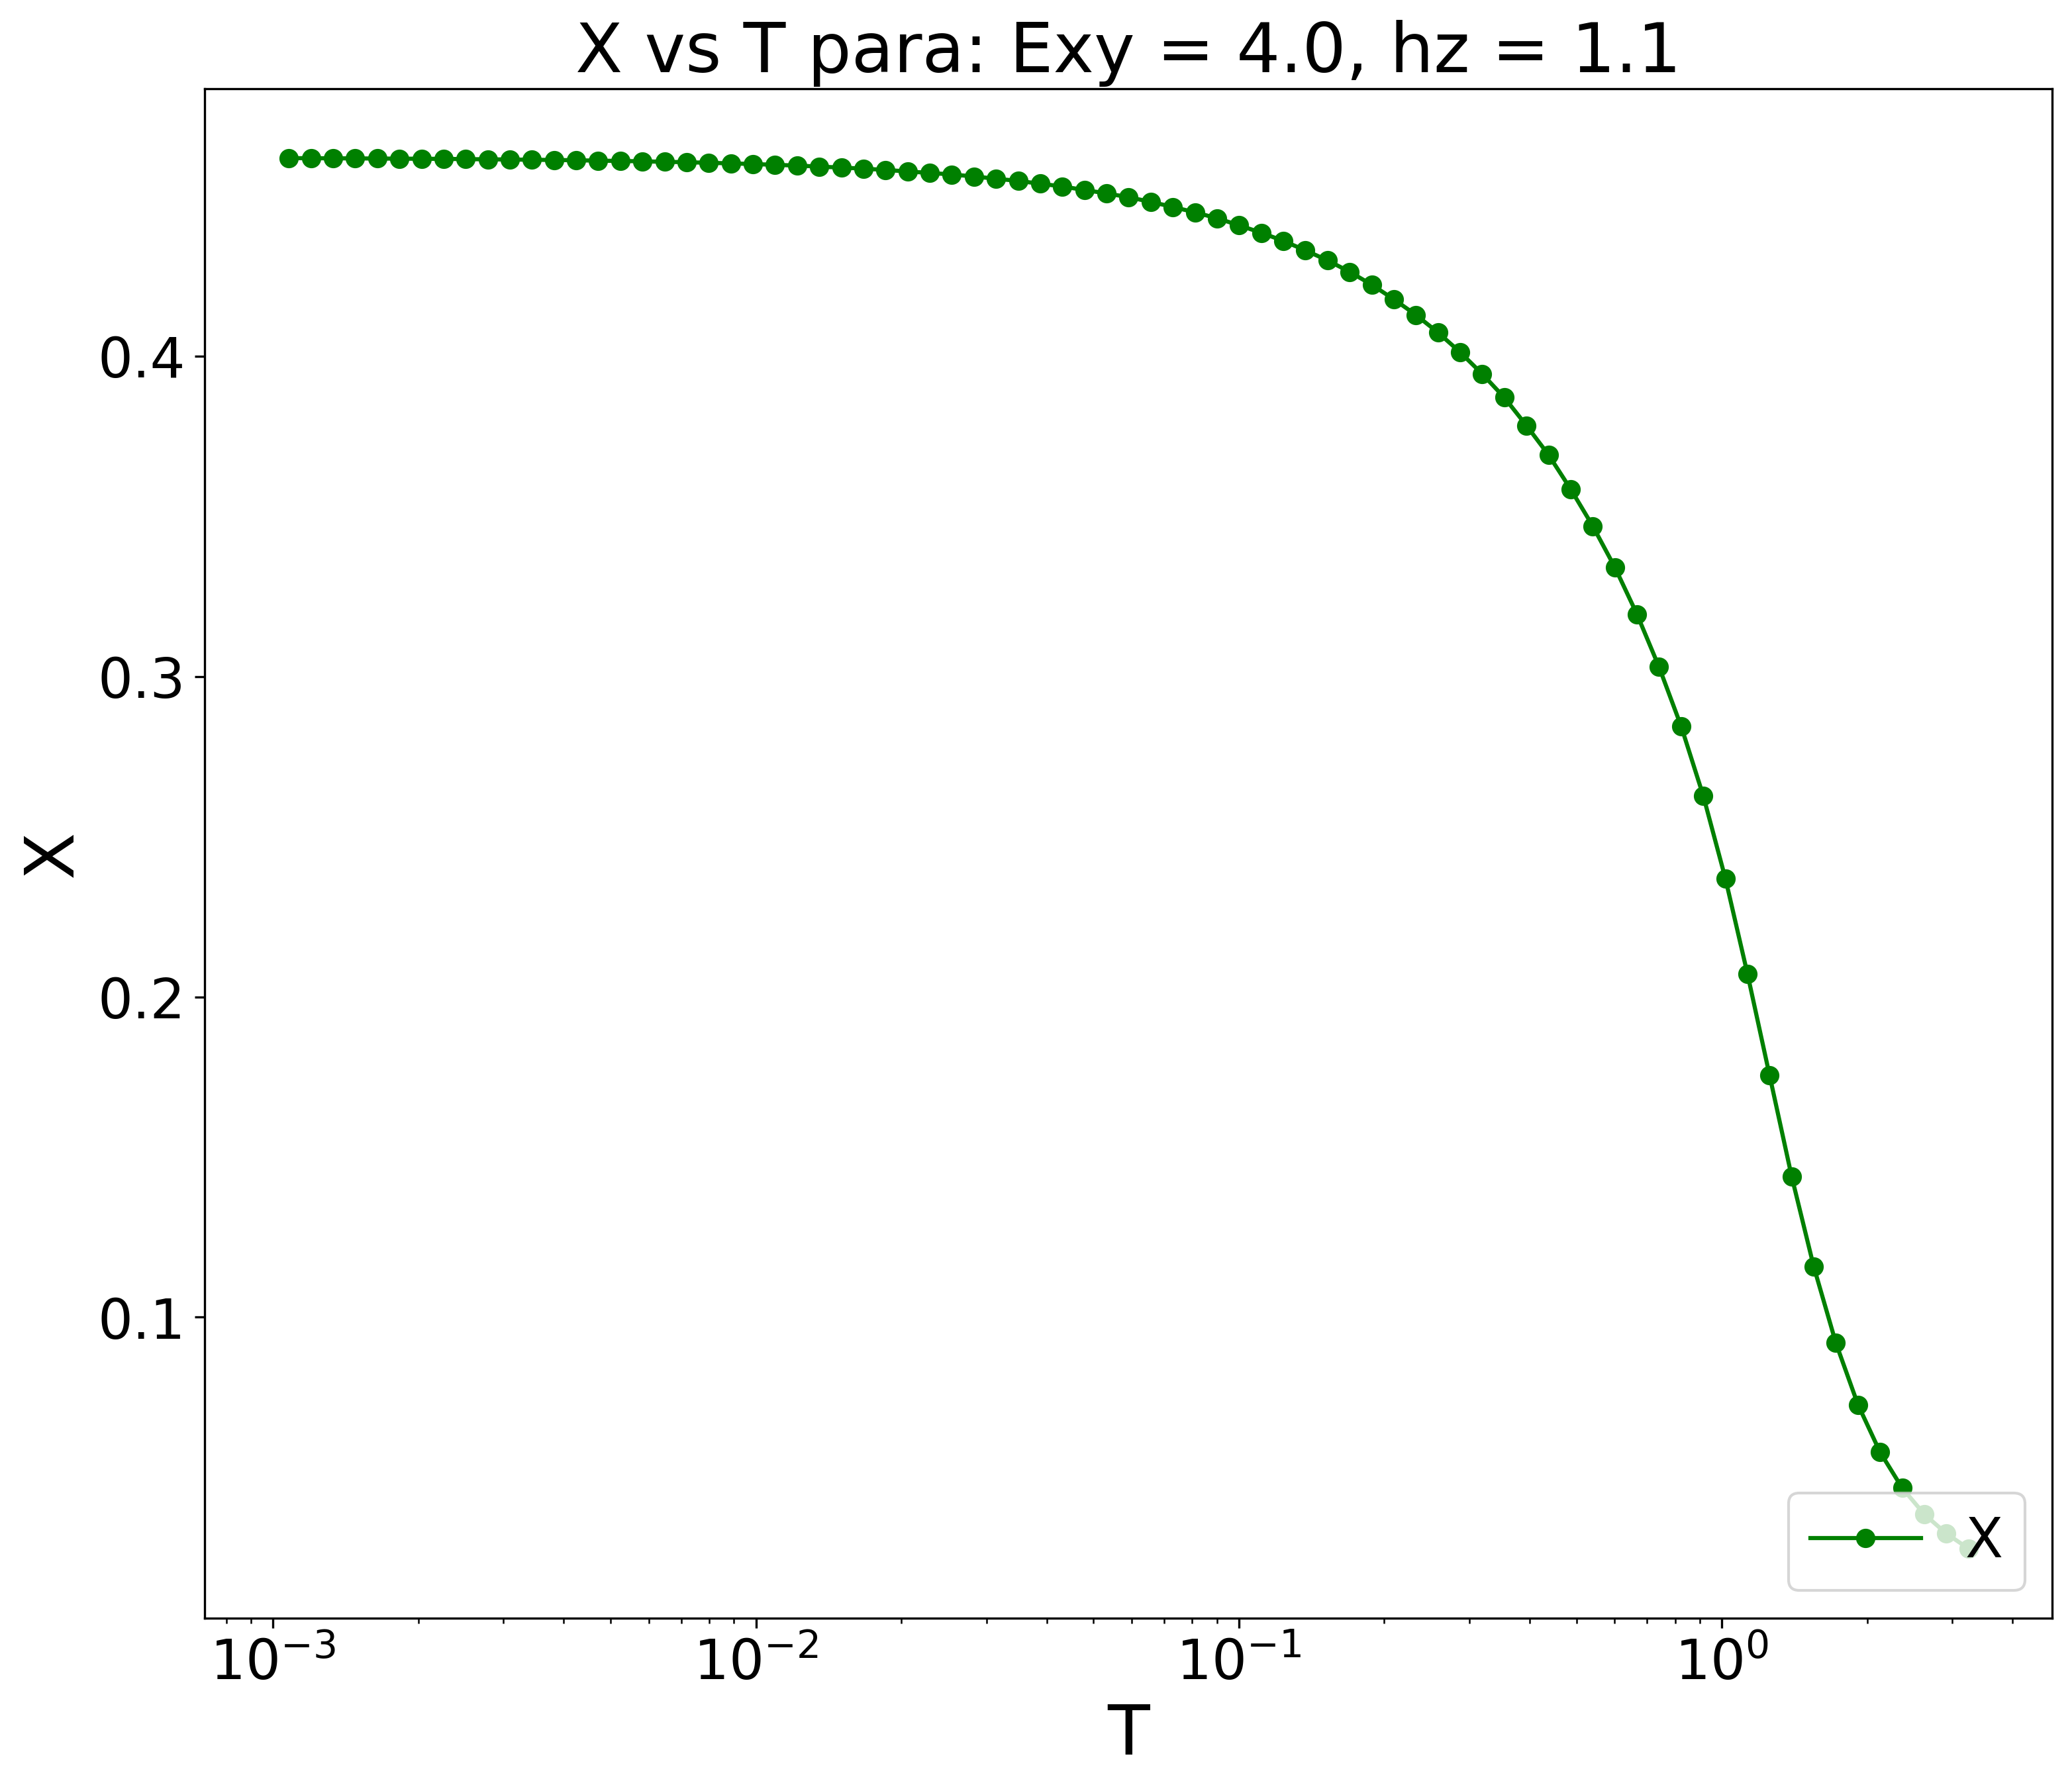 X vs T para: Exy = 4.0, hz = 1.1
X
0.4
0.3
0.2
0.1
X
10⁻³ 10⁻² 10⁻¹ 10⁰
T